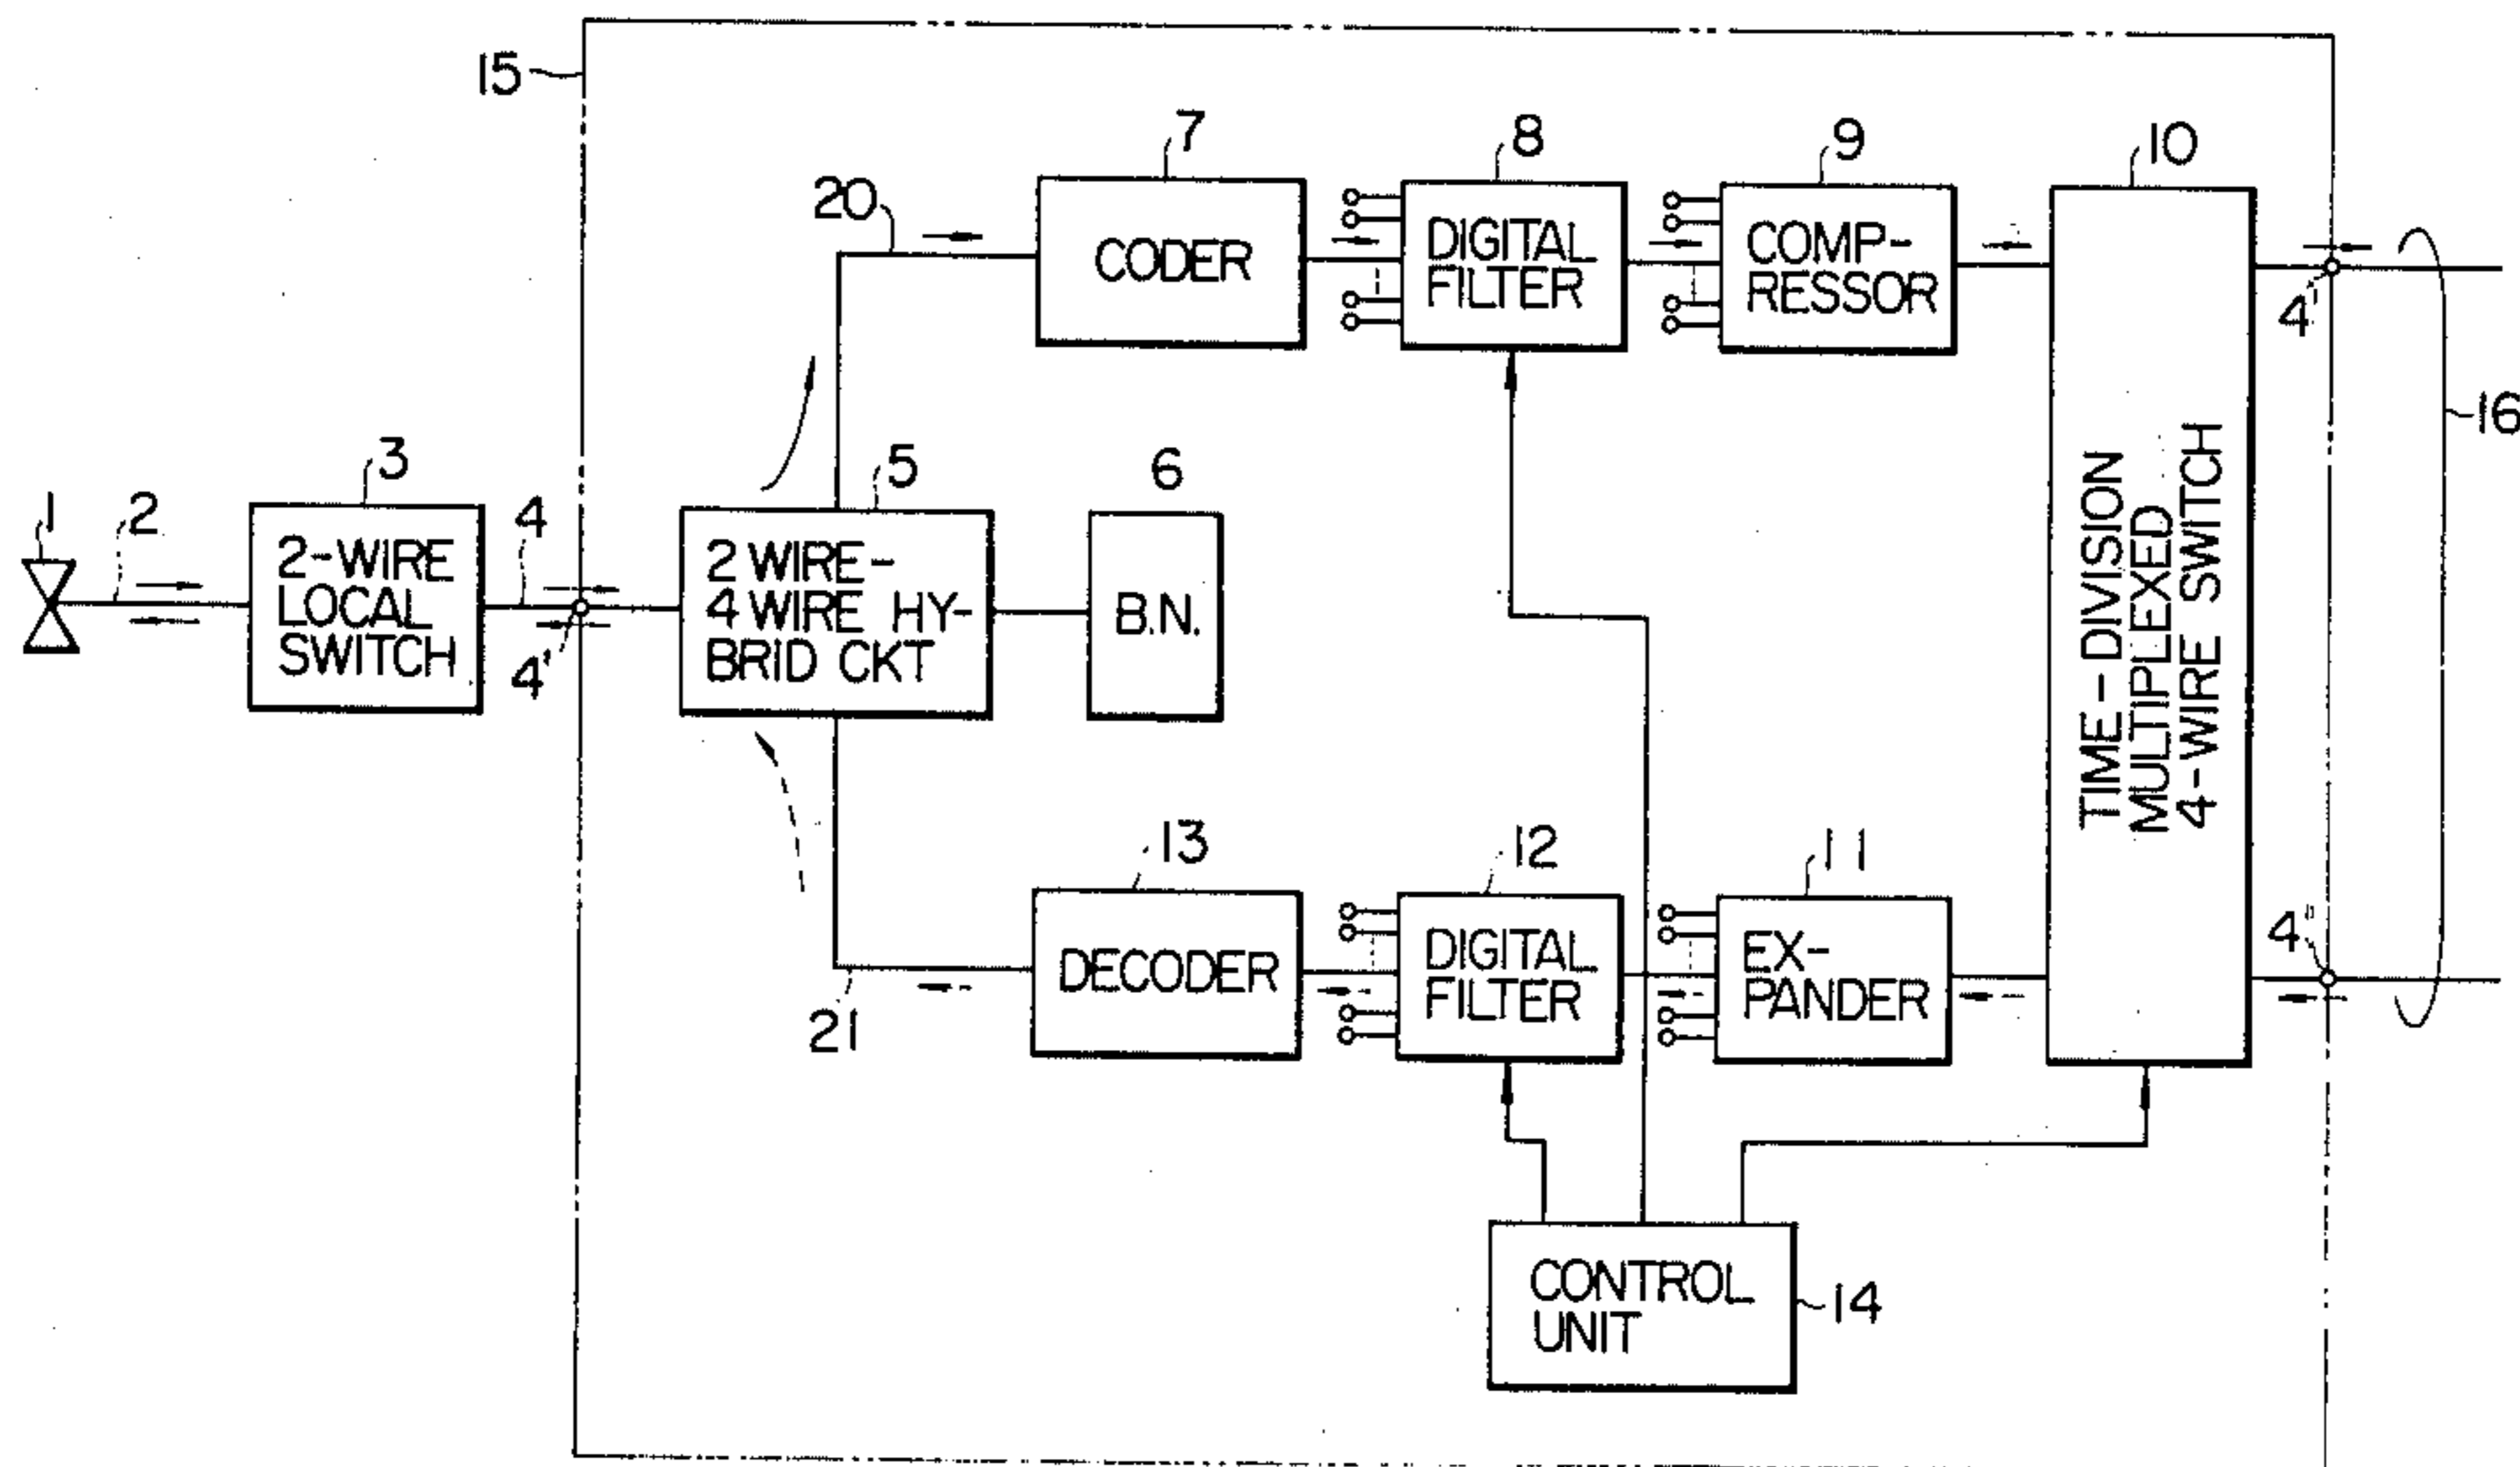 15
7
8
9
10
20
CODER
DIGITAL
FILTER
COMP-
RESSOR
4"
16
1
2
3
4
5
6
2-WIRE
LOCAL
SWITCH
4'
2 WIRE-
4 WIRE HY-
BRID CKT
B.N.
TIME-DIVISION
MULTIPLEXED
4-WIRE SWITCH
13
12
11
4"
DECODER
DIGITAL
FILTER
EX-
PANDER
21
CONTROL
UNIT
14